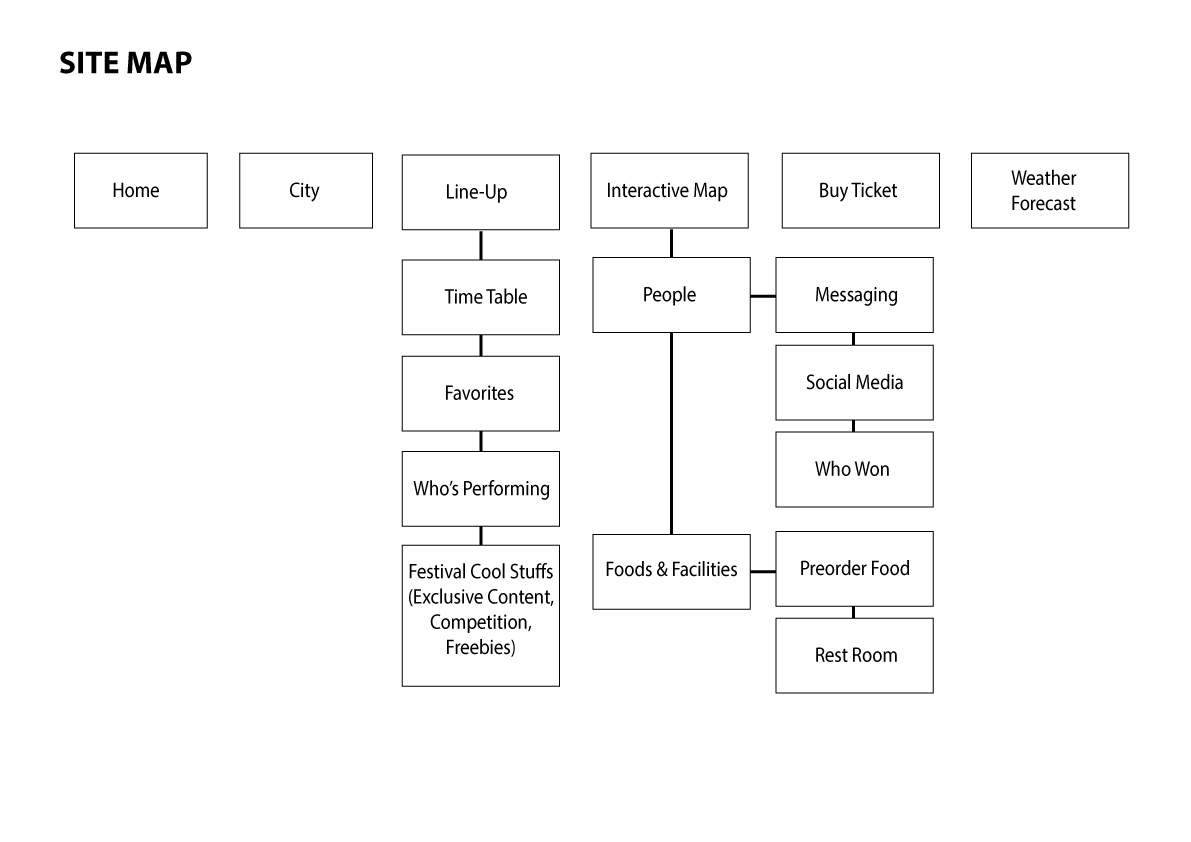 SITE MAP
Home
City
Line-Up
Interactive Map
Buy Ticket
Weather
Forecast
Time Table
Favorites
Who’s Performing
Festival Cool Stuffs
(Exclusive Content,
Competition,
Freebies)
People
Messaging
Social Media
Who Won
Foods & Facilities
Preorder Food
Rest Room